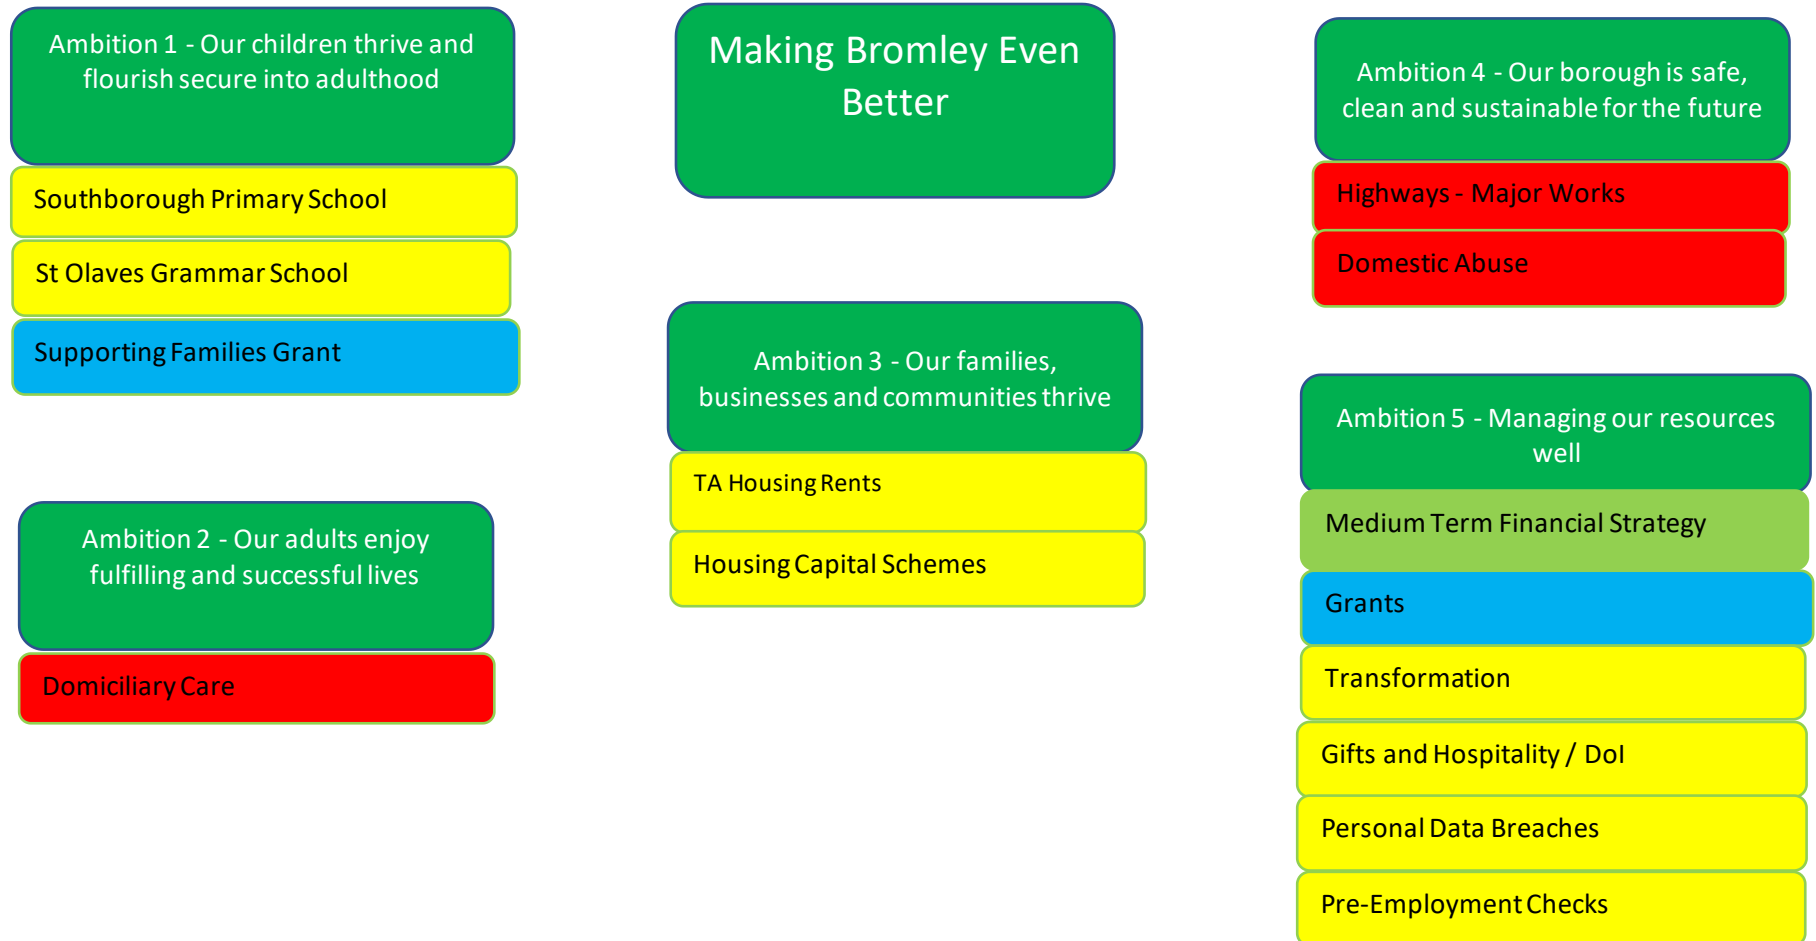 Ambition 1 - Our children thrive and
flourish secure into adulthood
Southborough Primary School
St Olaves Grammar School
Supporting Families Grant
Ambition 2 - Our adults enjoy
fulfilling and successful lives
Domiciliary Care
Making Bromley Even
Better
Ambition 3 - Our families,
businesses and communities thrive
TA Housing Rents
Housing Capital Schemes
Ambition 4 - Our borough is safe,
clean and sustainable for the future
Highways - Major Works
Domestic Abuse
Ambition 5 - Managing our resources
well
Medium Term Financial Strategy
Grants
Transformation
Gifts and Hospitality / DoI
Personal Data Breaches
Pre-Employment Checks